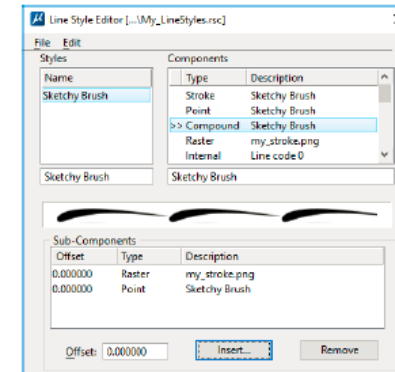 Line Style Editor [...\My_LineStyles.rsc]
File Edit
Styles Components
Name Type Description
Sketchy Brush Stroke Sketchy Brush
Point Sketchy Brush
>> Compound Sketchy Brush
Raster my_stroke.png
Internal Line code 0
Sketchy Brush Sketchy Brush
Sub-Components
Offset Type Description
0.000000 Raster my_stroke.png
0.000000 Point Sketchy Brush
Offset: 0.000000 Insert... Remove